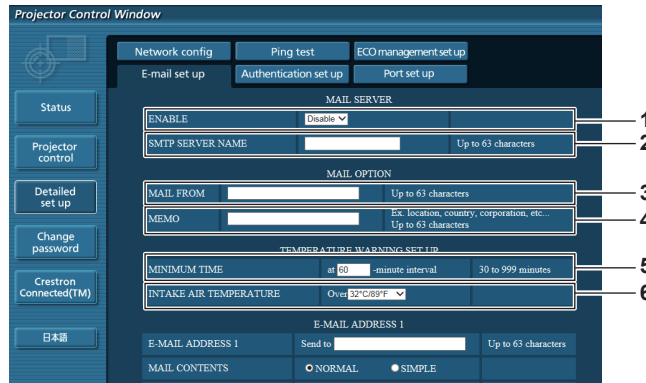 Projector Control Window
Network config
Ping test
ECO management set up
E-mail set up
Authentication set up
Port set up
Status
Projector control
Detailed set up
Change password
Crestron Connected(TM)
日本語
MAIL SERVER
ENABLE
Disable
1
SMTP SERVER NAME
Up to 63 characters
2
MAIL OPTION
MAIL FROM
Up to 63 characters
3
MEMO
Ex. location, country, corporation, etc...
Up to 63 characters
4
TEMPERATURE WARNING SET UP
MINIMUM TIME
at 60 -minute interval
30 to 999 minutes
5
INTAKE AIR TEMPERATURE
Over 32°C/89°F
6
E-MAIL ADDRESS 1
E-MAIL ADDRESS 1
Send to
Up to 63 characters
MAIL CONTENTS
NORMAL
SIMPLE